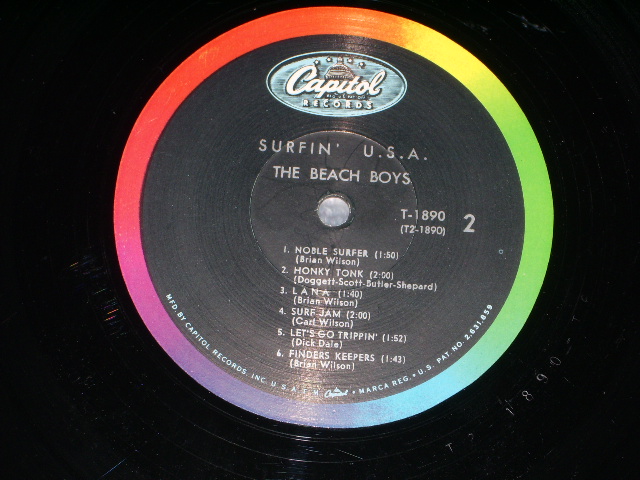 Capitol
RECORDS
SURFIN' U.S.A.
THE BEACH BOYS
T-1890
(T2-1890)
2
1. NOBLE SURFER (1:50)
(Brian Wilson)
2. HONKY TONK (2:00)
(Doggett-Scott-Butler-Shepard)
3. LANA (1:40)
(Brian Wilson)
4. SURF JAM (2:00)
(Carl Wilson)
5. LET'S GO TRIPPIN' (1:52)
(Dick Dale)
6. FINDERS KEEPERS (1:43)
(Brian Wilson)
MFD. BY CAPITOL RECORDS, INC. U.S.A. Capitol • MARCA REG. • U.S. PAT. NO. 2,631,859